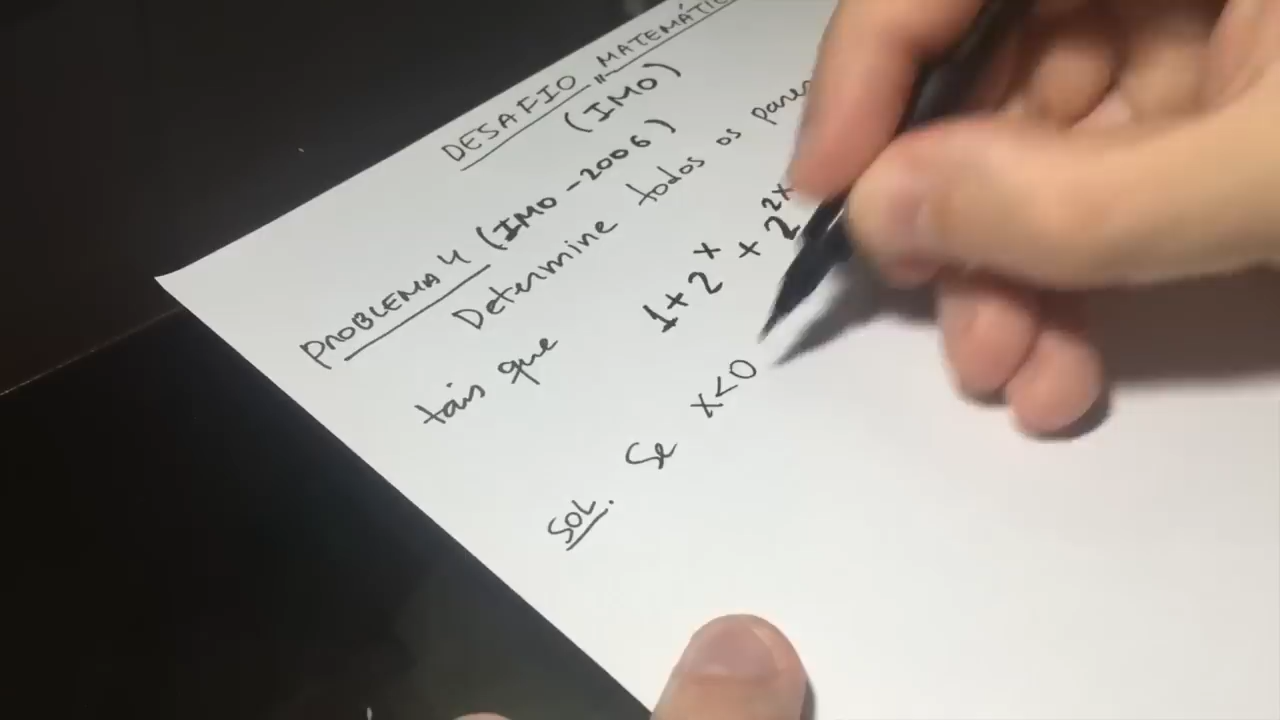 DESAFIO MATEMÁTIC
(IMO)
PROBLEMA 4 (IMO-2006)
Determine todos os pares
tais que 1+2^x + 2^2x
SOL. Se x<0